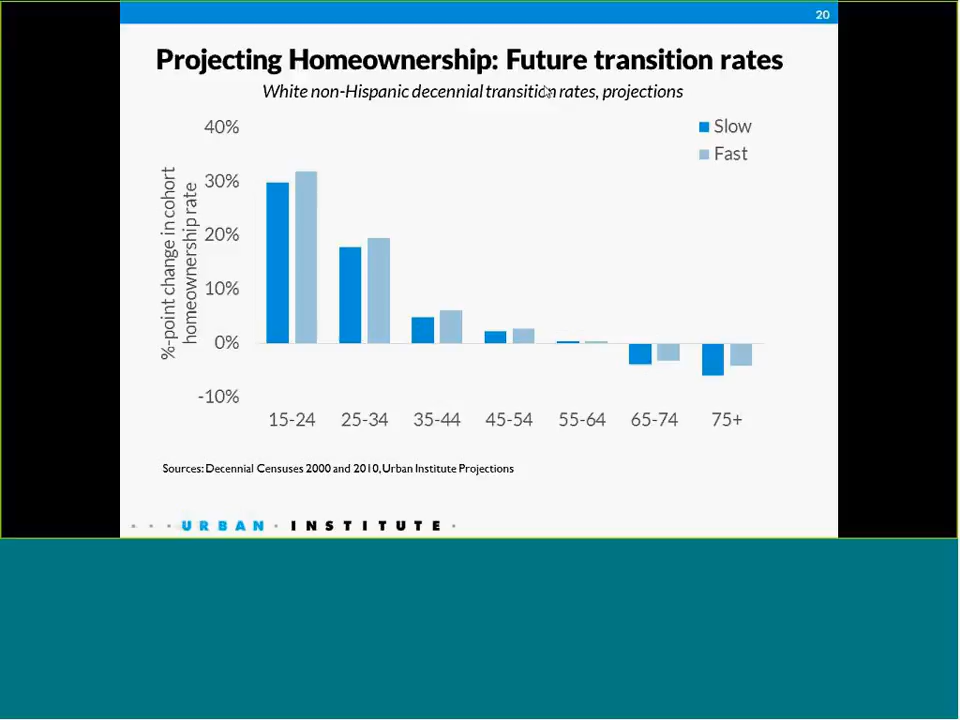 20
Projecting Homeownership: Future transition rates
White non-Hispanic decennial transition rates, projections
%-point change in cohort
homeownership rate
40%
30%
20%
10%
0%
-10%
Slow
Fast
15-24 25-34 35-44 45-54 55-64 65-74 75+
Sources: Decennial Censuses 2000 and 2010, Urban Institute Projections
URBAN INSTITUTE